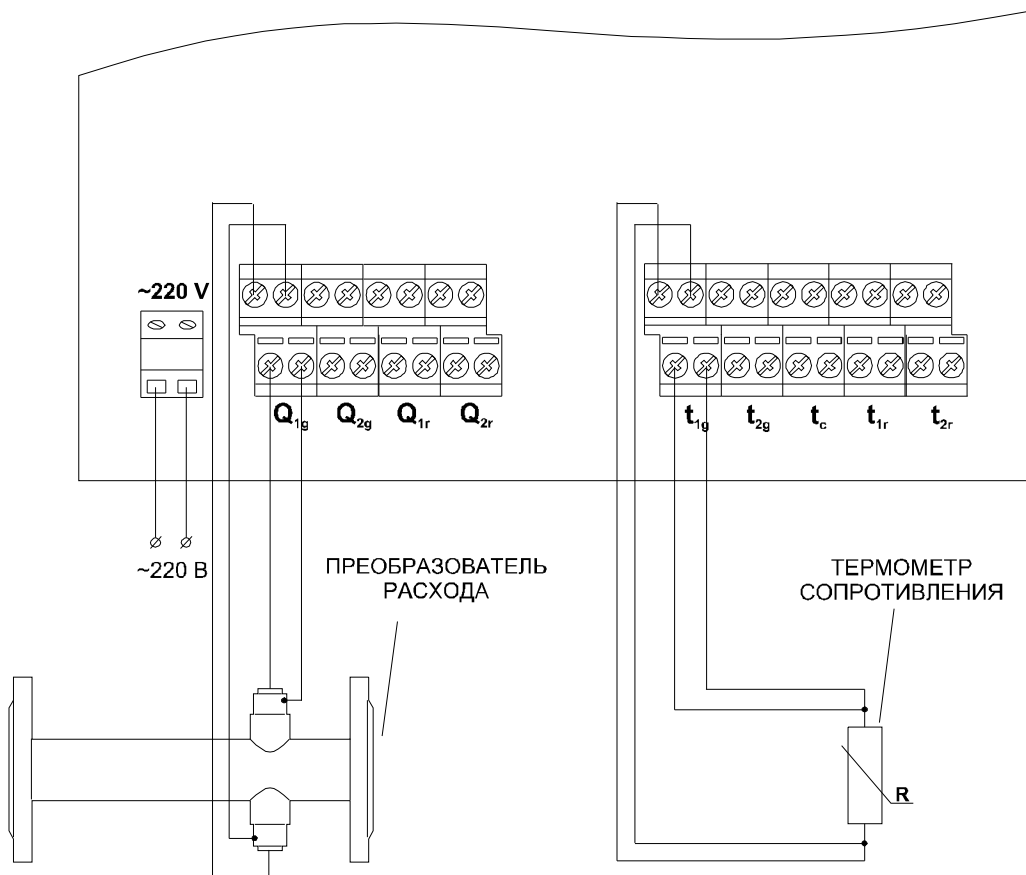 ~220 V
Q1g Q2g Q1r Q2r
t1g t2g tc t1r t2r
~220 В
ПРЕОБРАЗОВАТЕЛЬ
РАСХОДА
ТЕРМОМЕТР
СОПРОТИВЛЕНИЯ
R